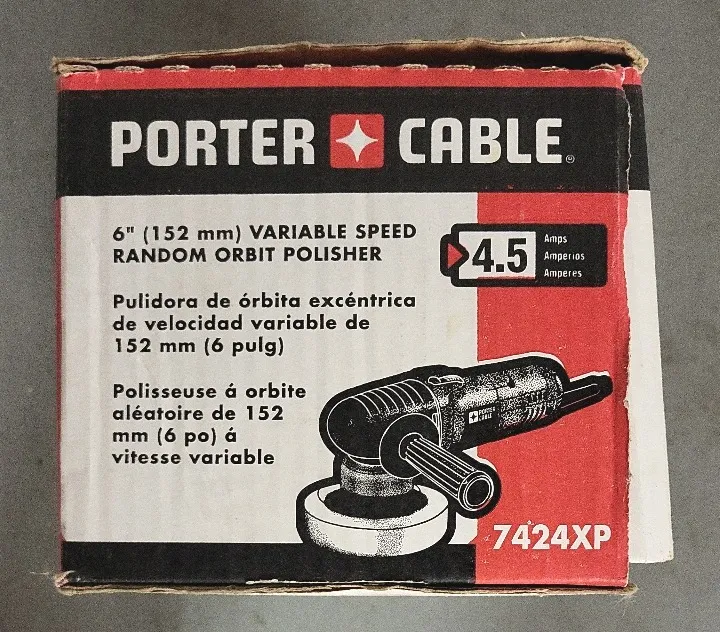 PORTER CABLE®
6" (152 mm) VARIABLE SPEED
RANDOM ORBIT POLISHER
4.5
Amps
Amperios
Amperes
Pulidora de órbita excéntrica
de velocidad variable de
152 mm (6 pulg)
Polisseuse á orbite
aléatoire de 152
mm (6 po) á
vitesse variable
PORTER
CABLE
7424XP